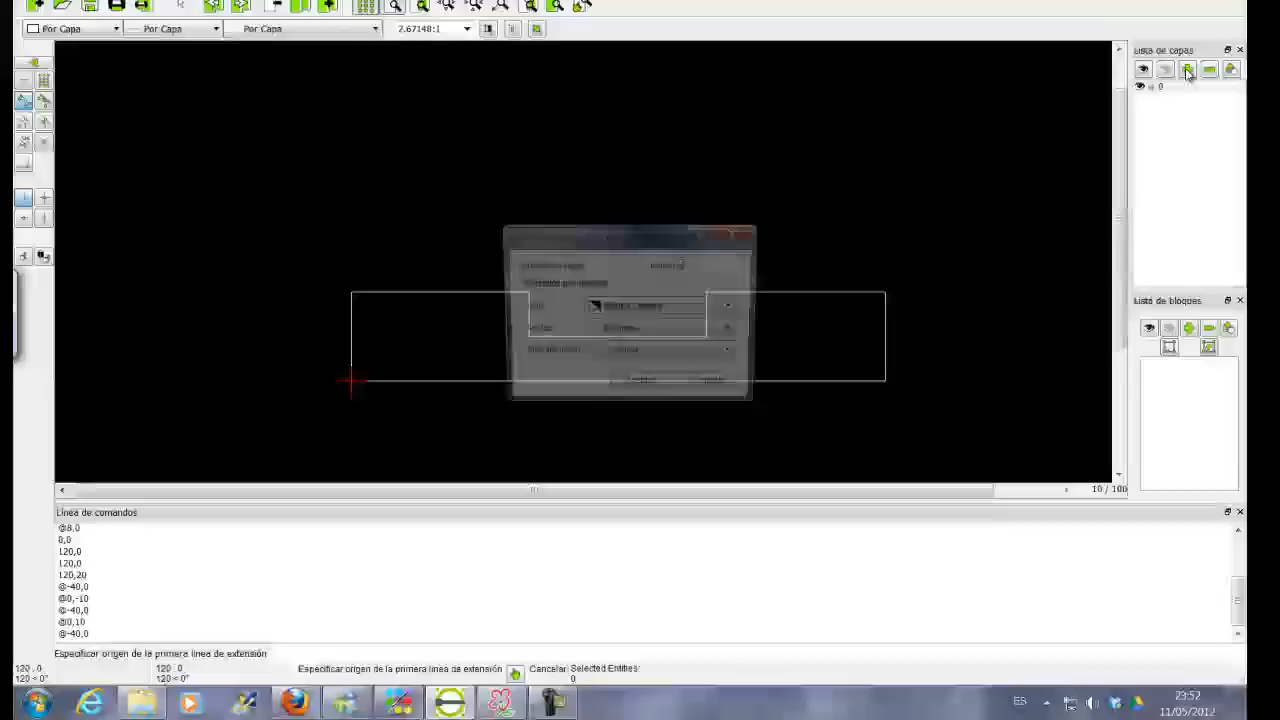 Por Capa
Por Capa
Por Capa
2.67148:1
Lista de capas
0
Lista de bloques
10 / 100
Línea de comandos
@8,0
0,0
120,0
120,0
120,20
@-40,0
@0,-10
@-40,0
@0,10
@-40,0
Especificar origen de la primera línea de extensión
120 , 0
120 < 0°
120 , 0
120 < 0°
Especificar origen de la primera línea de extensión
Cancelar
Selected Entities:
0
ES
23:52
11/05/2012